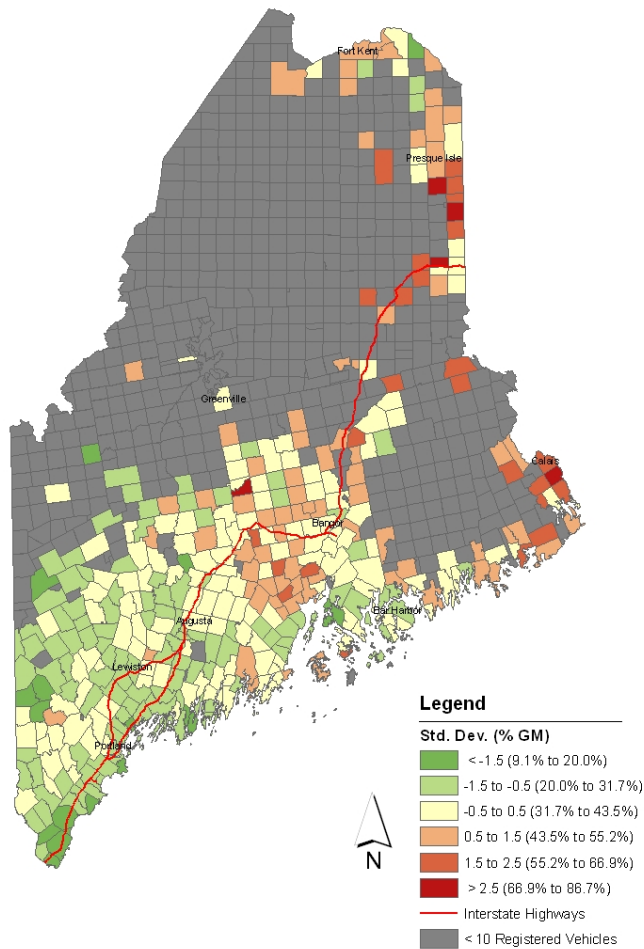 Fort Kent
Presque Isle
Greenville
Calais
Bangor
Bar Harbor
Augusta
Lewiston
Portland
Legend
Std. Dev. (% GM)
< -1.5 (9.1% to 20.0%)
-1.5 to -0.5 (20.0% to 31.7%)
-0.5 to 0.5 (31.7% to 43.5%)
0.5 to 1.5 (43.5% to 55.2%)
1.5 to 2.5 (55.2% to 66.9%)
> 2.5 (66.9% to 86.7%)
Interstate Highways
< 10 Registered Vehicles
N